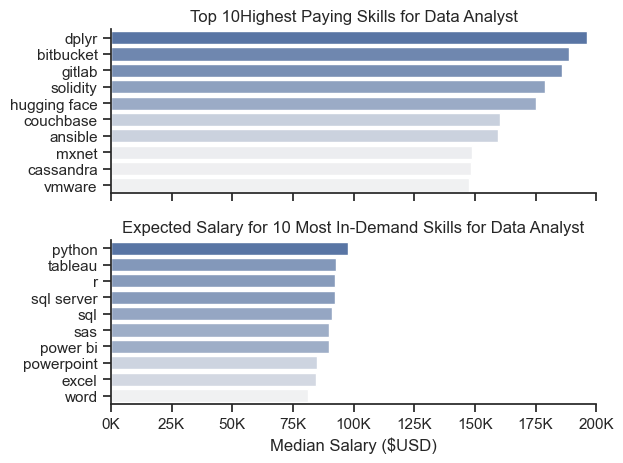 Top 10Highest Paying Skills for Data Analyst
dplyr
bitbucket
gitlab
solidity
hugging face
couchbase
ansible
mxnet
cassandra
vmware
Expected Salary for 10 Most In-Demand Skills for Data Analyst
python
tableau
r
sql server
sql
sas
power bi
powerpoint
excel
word
0K 25K 50K 75K 100K 125K 150K 175K 200K
Median Salary ($USD)